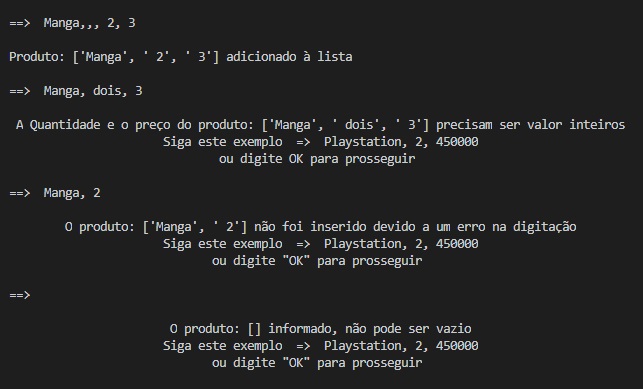 ==>  Manga,,, 2, 3
Produto: ['Manga', ' 2', ' 3'] adicionado à lista
==>  Manga, dois, 3
A Quantidade e o preço do produto: ['Manga', ' dois', ' 3'] precisam ser valor inteiros
Siga este exemplo  =>  Playstation, 2, 450000
ou digite OK para prosseguir
==>  Manga, 2
O produto: ['Manga', ' 2'] não foi inserido devido a um erro na digitação
Siga este exemplo  =>  Playstation, 2, 450000
ou digite "OK" para prosseguir
==>
O produto: [] informado, não pode ser vazio
Siga este exemplo  =>  Playstation, 2, 450000
ou digite "OK" para prosseguir